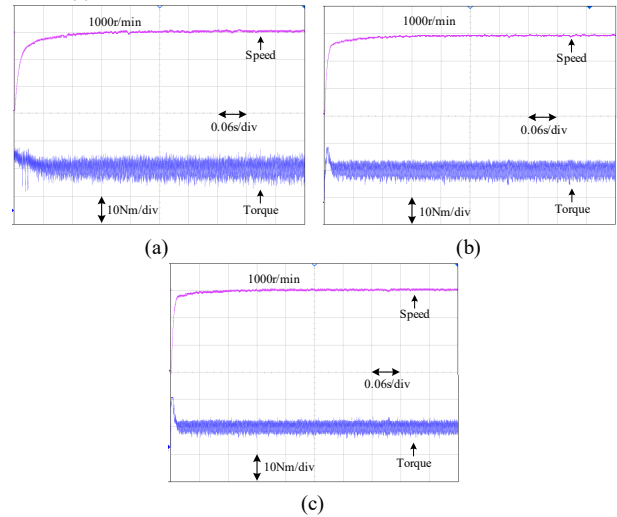 1000r/min
Speed
0.06s/div
10Nm/div
Torque
(a)
1000r/min
Speed
0.06s/div
10Nm/div
Torque
(b)
1000r/min
Speed
0.06s/div
Torque
10Nm/div
(c)